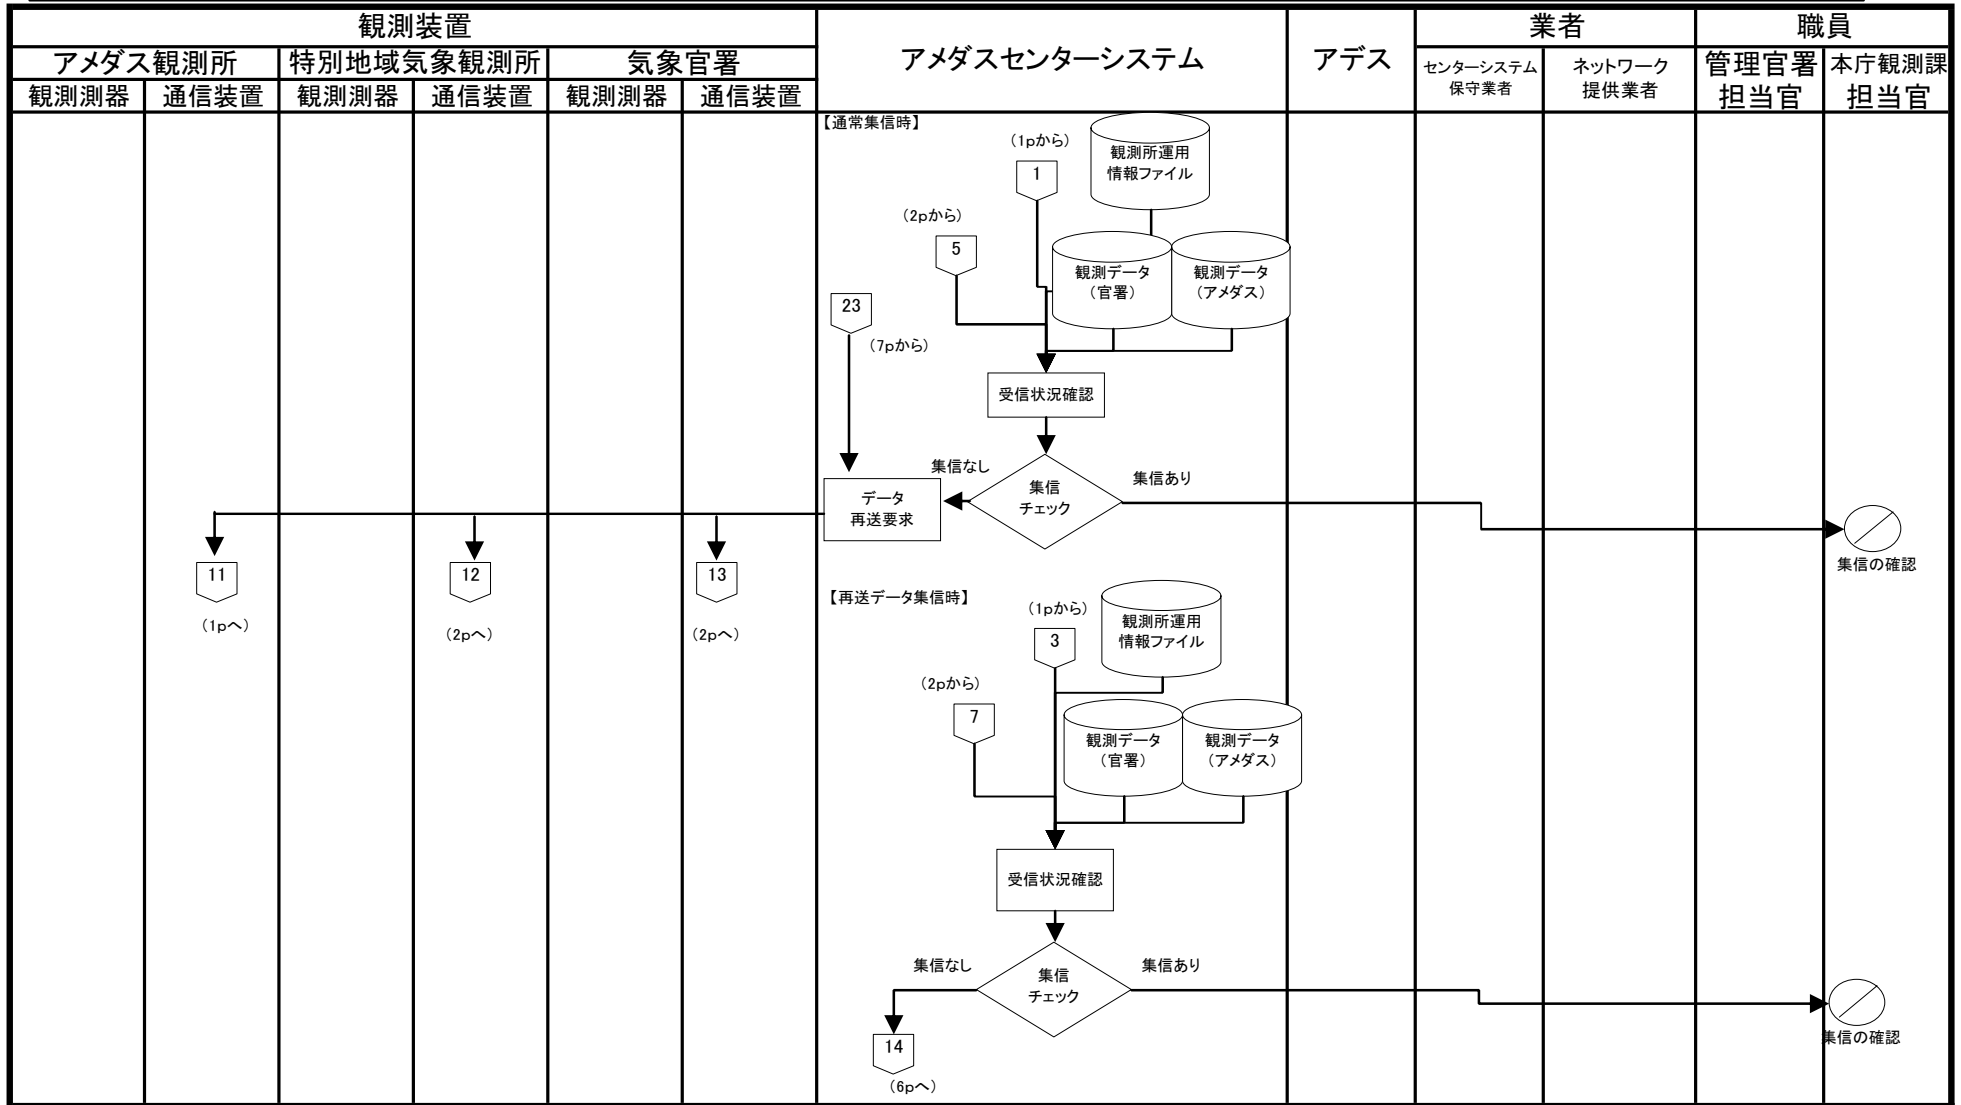 観測装置
アメダスセンターシステム
アデス
業者
職員
アメダス観測所
特別地域気象観測所
気象官署
センターシステム
保守業者
ネットワーク
提供業者
管理官署
担当官
本庁観測課
担当官
観測測器
通信装置
観測測器
通信装置
観測測器
通信装置
【通常集信時】
(1pから)
1
観測所運用
情報ファイル
(2pから)
5
観測データ
(官署)
観測データ
(アメダス)
23
(7pから)
受信状況確認
集信なし
集信
チェック
集信あり
データ
再送要求
集信の確認
11
(1pへ)
12
(2pへ)
13
(2pへ)
【再送データ集信時】
(1pから)
3
観測所運用
情報ファイル
(2pから)
7
観測データ
(官署)
観測データ
(アメダス)
受信状況確認
集信なし
集信
チェック
集信あり
集信の確認
14
(6pへ)